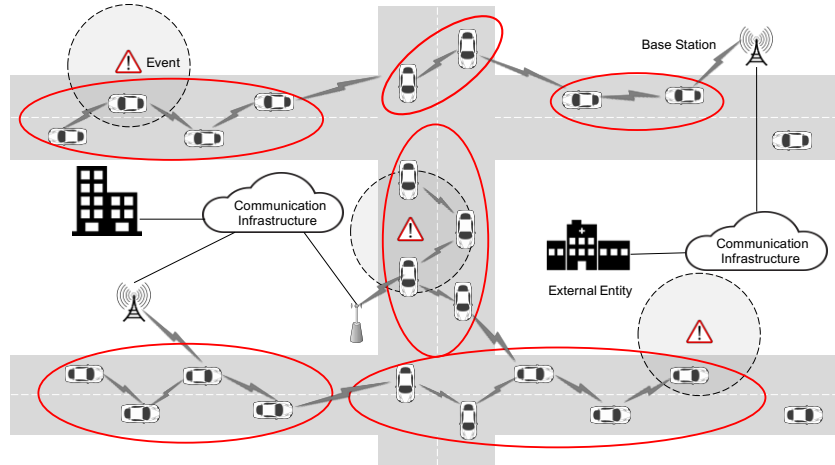 Event
Base Station
Communication
Infrastructure
Communication
Infrastructure
External Entity